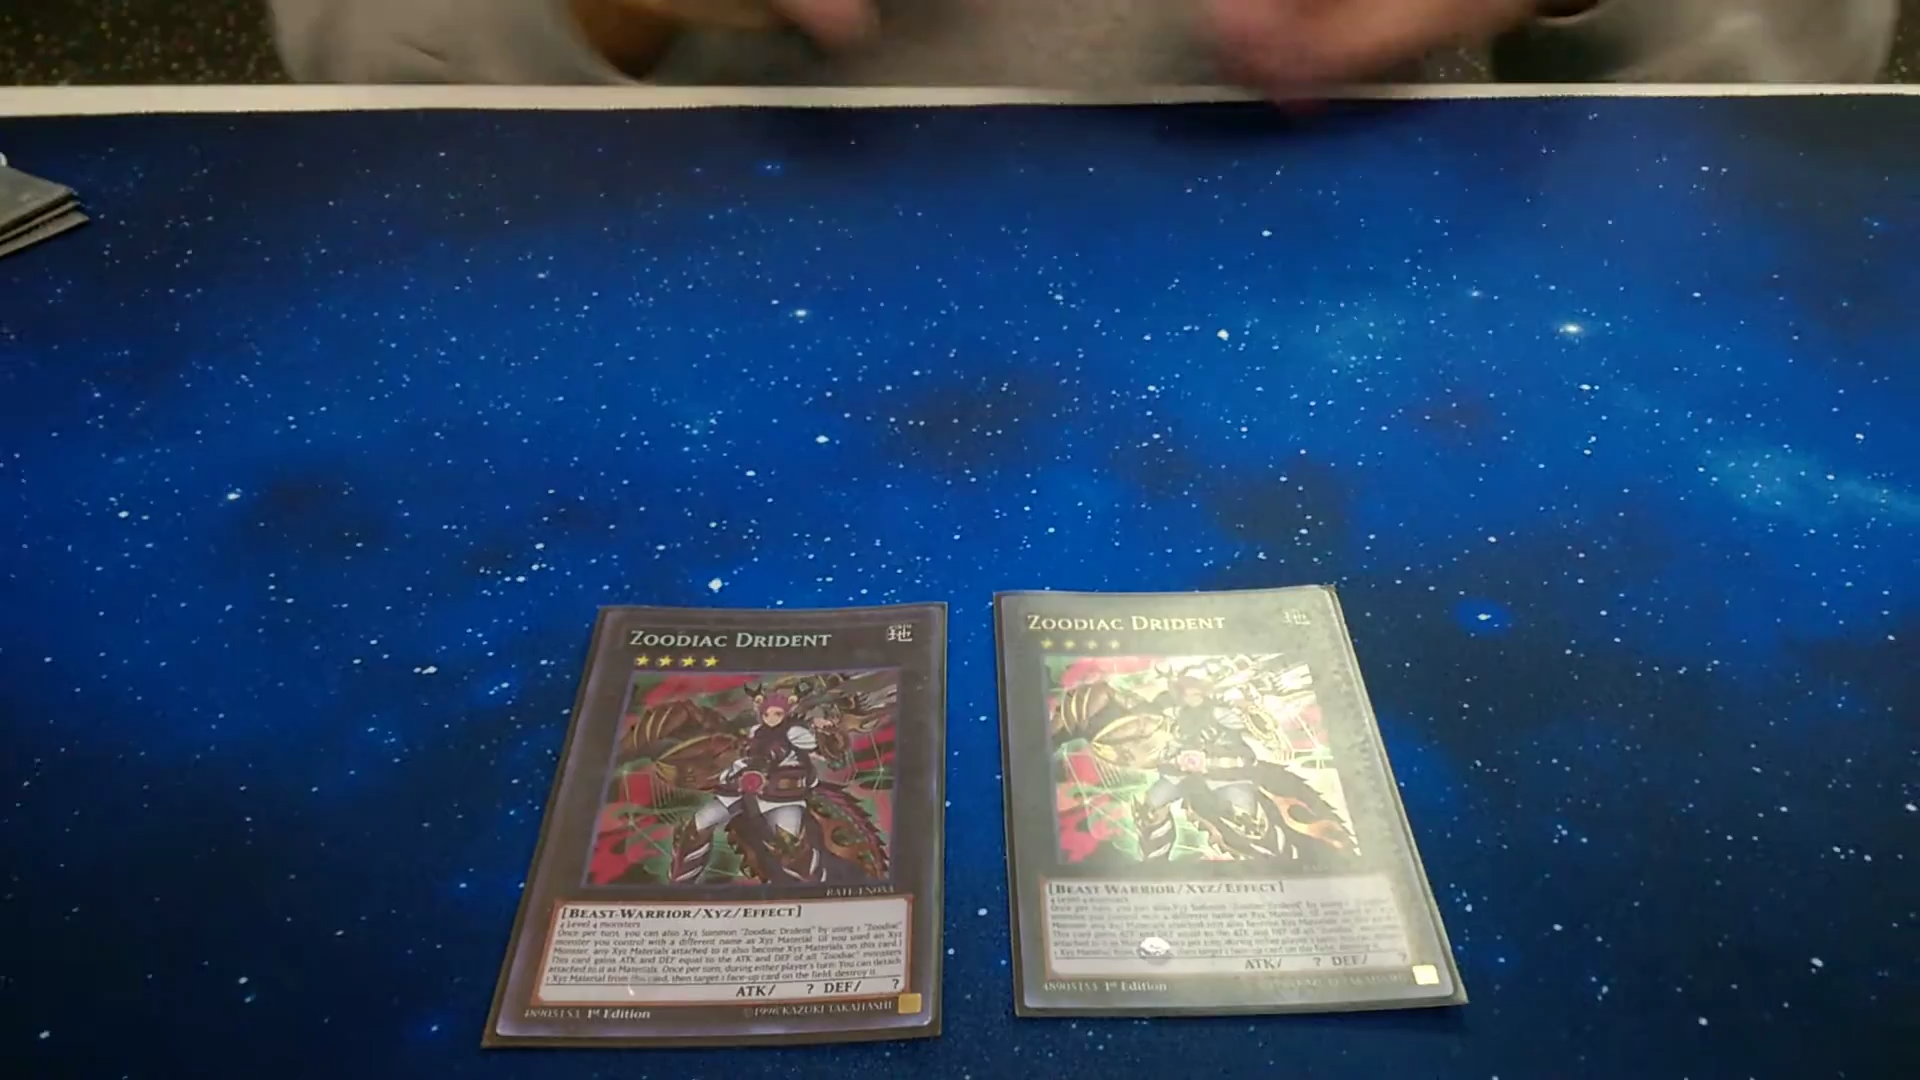 ZOODIAC DRIDENT
地
RATE-EN053
[BEAST-WARRIOR/XYZ/EFFECT]
4 Level 4 monsters
Once per turn, you can also Xyz Summon "Zoodiac Drident" by using 1 "Zoodiac"
monster you control with a different name as Xyz Material. (If you used an Xyz
Monster, any Xyz Materials attached to it also become Xyz Materials on this card.)
This card gains ATK and DEF equal to the ATK and DEF of all "Zoodiac" monsters
attached to it as Materials. Once per turn, during either player's turn: You can detach
1 Xyz Material from this card, then target 1 face-up card on the field; destroy it.
ATK/ ? DEF/ ?
48905153 1st Edition ©1996 KAZUKI TAKAHASHI
ZOODIAC DRIDENT
地
[BEAST-WARRIOR/XYZ/EFFECT]
4 Level 4 monsters
ATK/ ? DEF/ ?
48905153 1st Edition